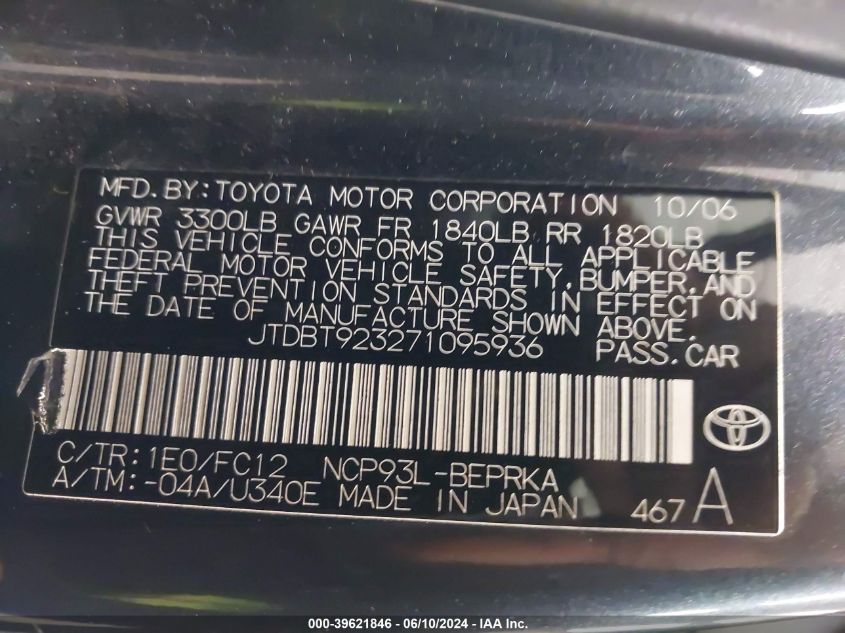 MFD. BY: TOYOTA MOTOR CORPORATION 10/06
GVWR 3300LB GAWR FR 1840LB RR 1820LB
THIS VEHICLE CONFORMS TO ALL APPLICABLE
FEDERAL MOTOR VEHICLE SAFETY, BUMPER, AND
THEFT PREVENTION STANDARDS IN EFFECT ON
THE DATE OF MANUFACTURE SHOWN ABOVE.
JTDBT923271095936 PASS. CAR
C/TR: 1E0/FC12 NCP93L-BEPRKA
A/TM: -04A/U340E MADE IN JAPAN 467 A
000-39621846 - 06/10/2024 - IAA Inc.